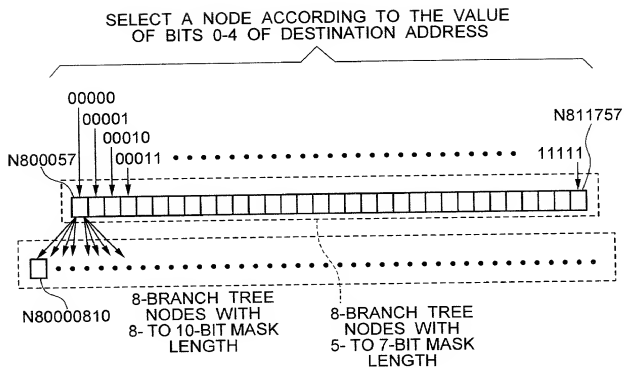 SELECT A NODE ACCORDING TO THE VALUE
OF BITS 0-4 OF DESTINATION ADDRESS
00000
00001
00010
00011
11111
N800057
N811757
N80000810
8-BRANCH TREE
NODES WITH
8- TO 10-BIT MASK
LENGTH
8-BRANCH TREE
NODES WITH
5- TO 7-BIT MASK
LENGTH